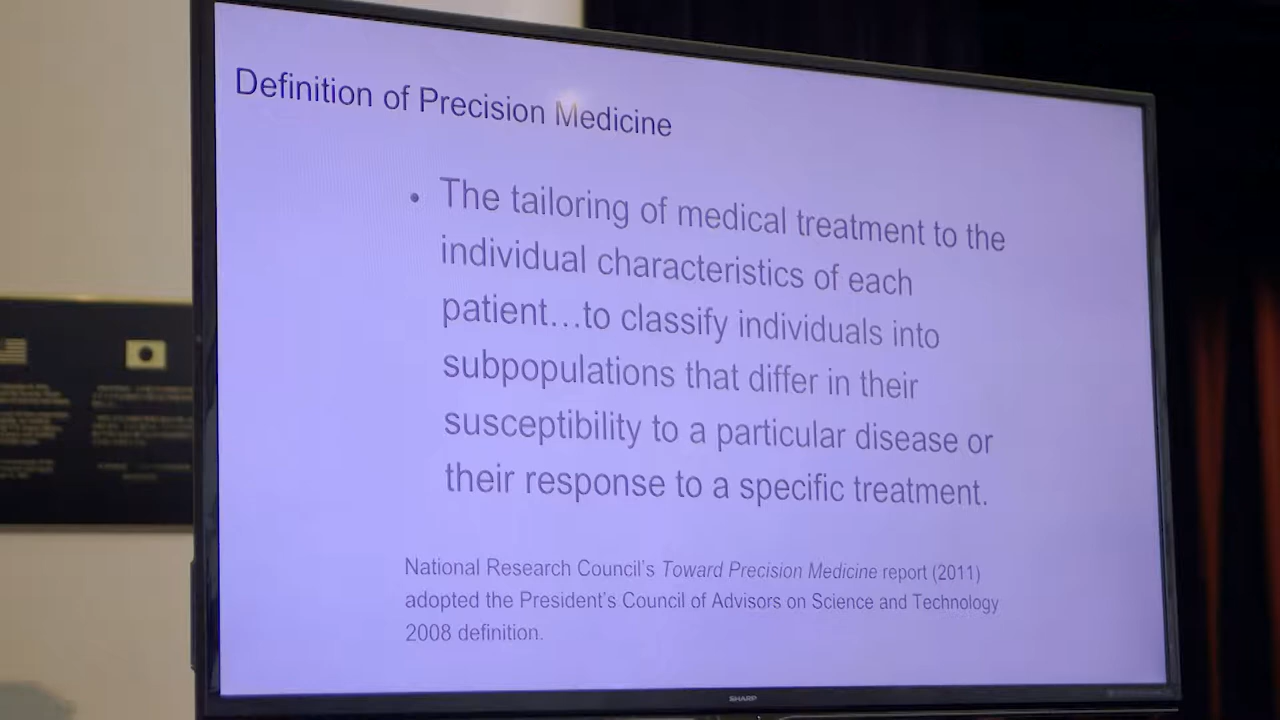 Definition of Precision Medicine
• The tailoring of medical treatment to the
individual characteristics of each
patient...to classify individuals into
subpopulations that differ in their
susceptibility to a particular disease or
their response to a specific treatment.
National Research Council's Toward Precision Medicine report (2011)
adopted the President's Council of Advisors on Science and Technology
2008 definition.
SHARP